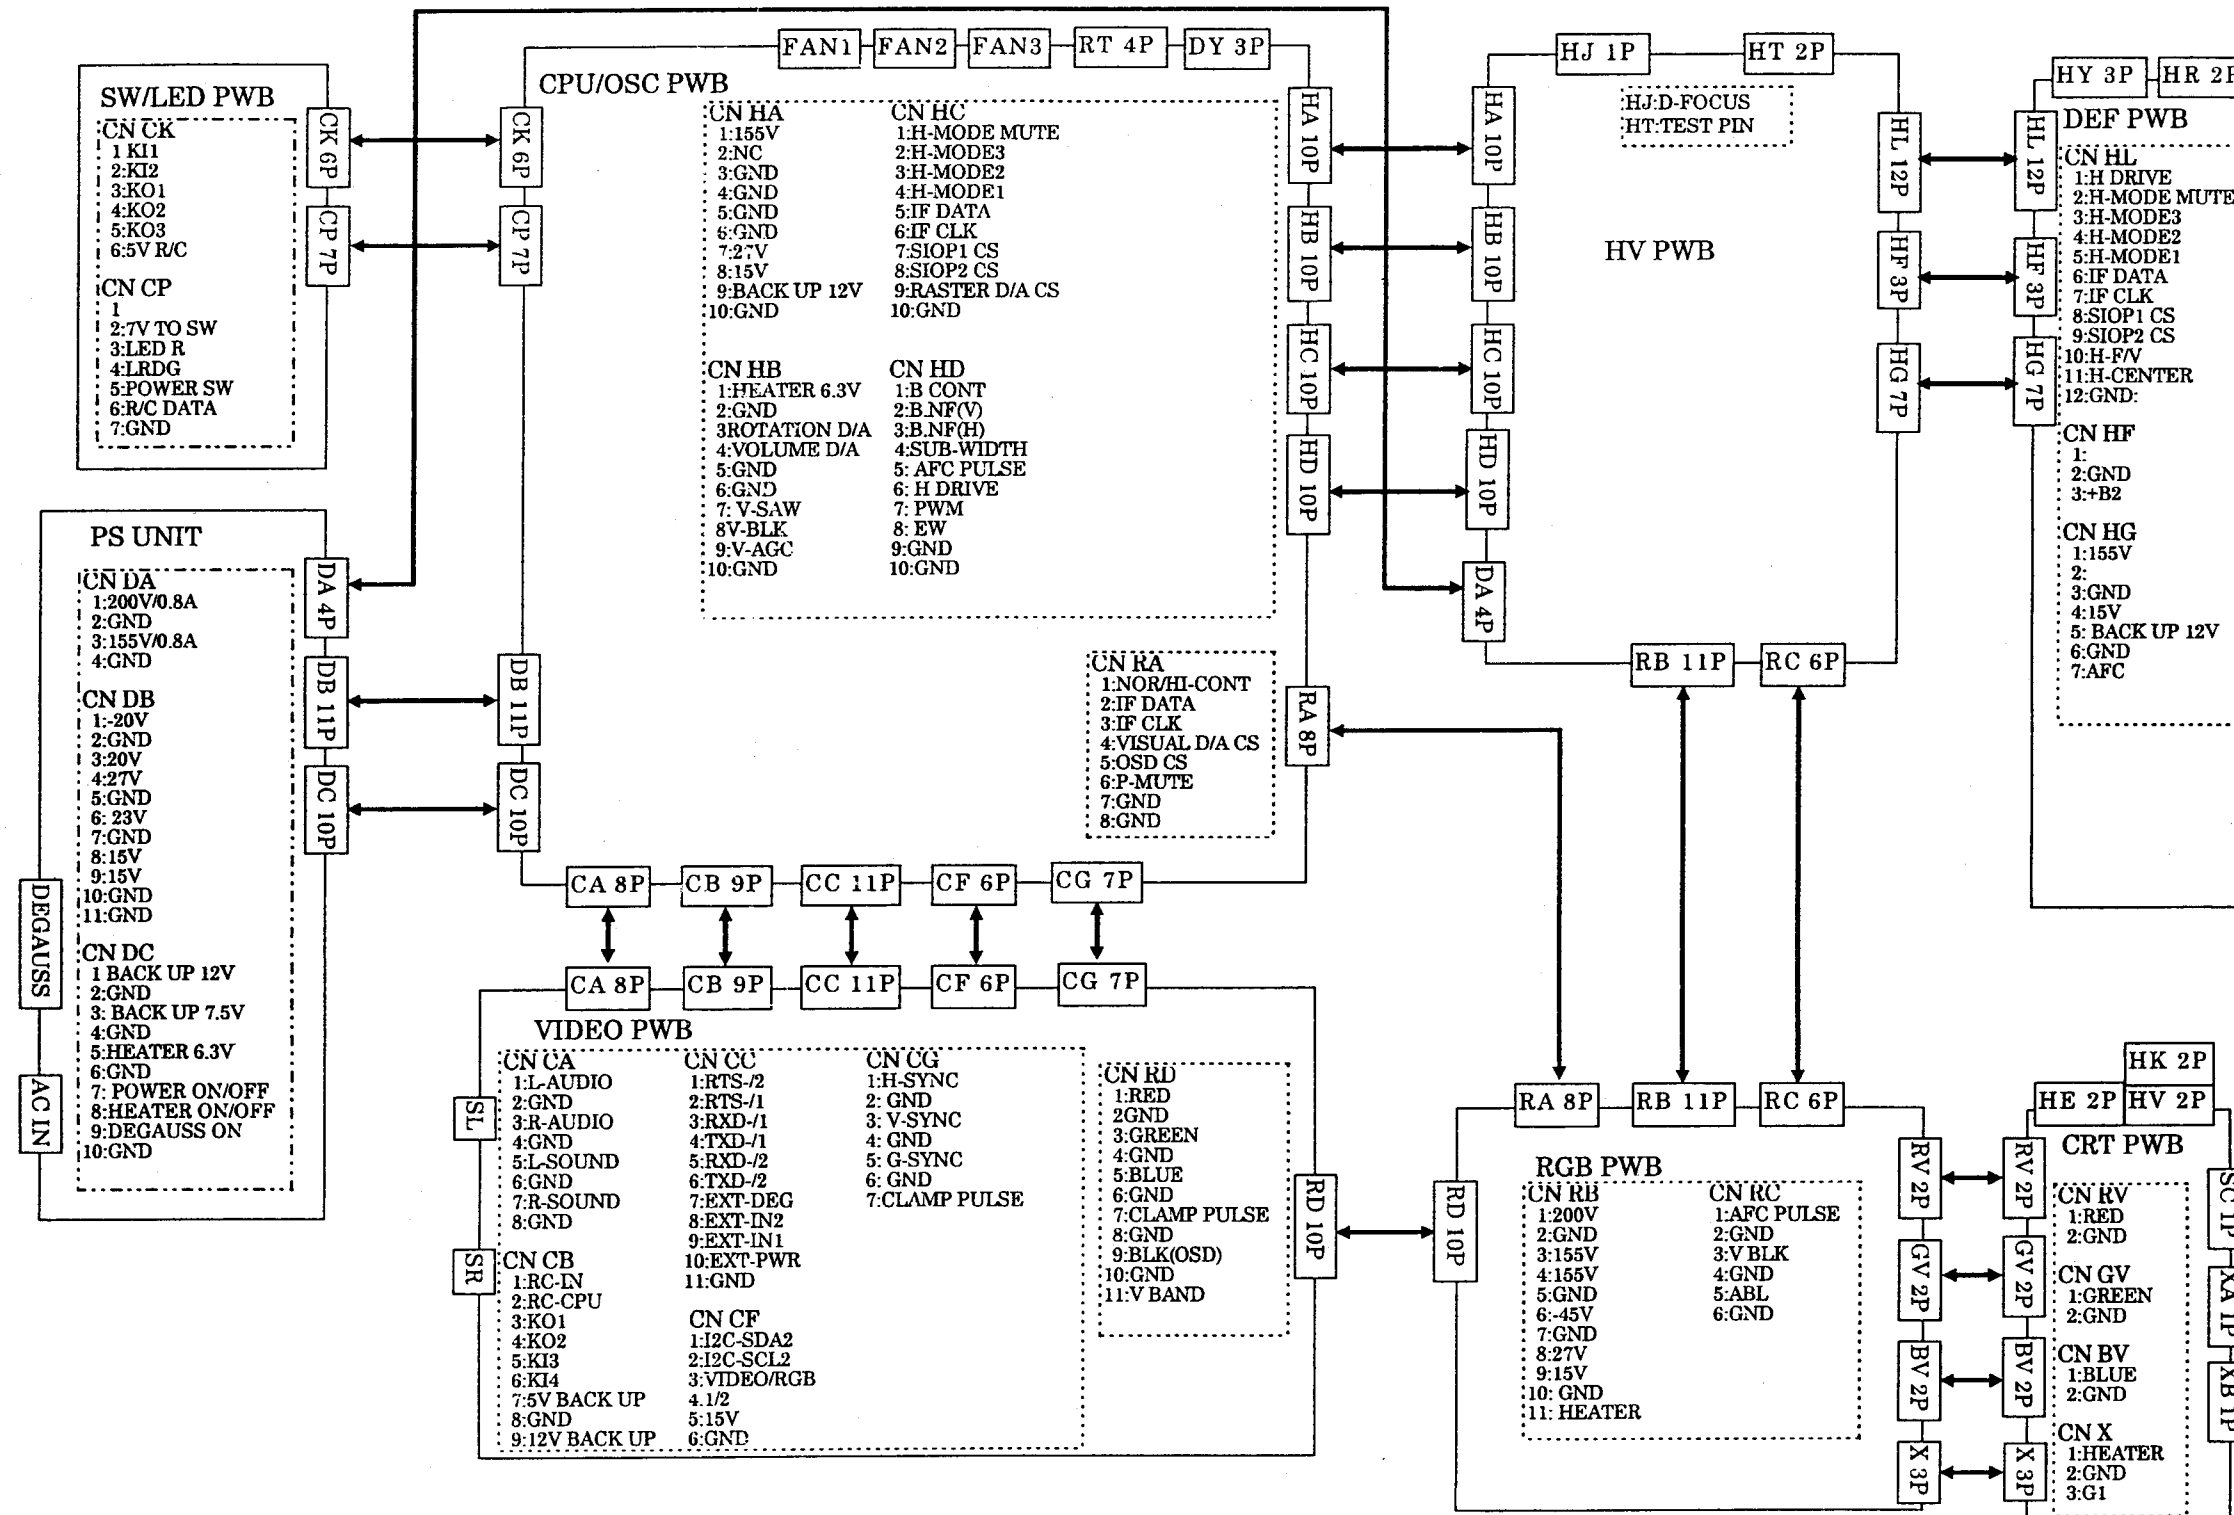 FAN1
FAN2
FAN3
RT 4P
DY 3P
HJ 1P
HT 2P
HY 3P
HR 2P
SW/LED PWB
CN CK
1 KI1
2:KI2
3:KO1
4:KO2
5:KO3
6:5V R/C
CN CP
1
2:7V TO SW
3:LED R
4:LRDG
5:POWER SW
6:R/C DATA
7:GND
CK 6P
CP 7P
CK 6P
CP 7P
CPU/OSC PWB
CN HA
1:155V
2:NC
3:GND
4:GND
5:GND
6:GND
7:27V
8:15V
9:BACK UP 12V
10:GND
CN HC
1:H-MODE MUTE
2:H-MODE3
3:H-MODE2
4:H-MODE1
5:IF DATA
6:IF CLK
7:SIOP1 CS
8:SIOP2 CS
9:RASTER D/A CS
10:GND
CN HB
1:HEATER 6.3V
2:GND
3ROTATION D/A
4:VOLUME D/A
5:GND
6:GND
7: V-SAW
8V-BLK
9:V-AGC
10:GND
CN HD
1:B CONT
2:B.NF(V)
3:B.NF(H)
4:SUB-WIDTH
5: AFC PULSE
6: H DRIVE
7: PWM
8: EW
9:GND
10:GND
HA 10P
HB 10P
HC 10P
HD 10P
HA 10P
HB 10P
HC 10P
HD 10P
DA 4P
HJ:D-FOCUS
HT:TEST PIN
HV PWB
HL 12P
HF 3P
HG 7P
HL 12P
HF 3P
HG 7P
DEF PWB
CN HL
1:H DRIVE
2:H-MODE MUTE
3:H-MODE3
4:H-MODE2
5:H-MODE1
6:IF DATA
7:IF CLK
8:SIOP1 CS
9:SIOP2 CS
10:H-F/V
11:H-CENTER
12:GND:
CN HF
1:
2:GND
3:+B2
CN HG
1:155V
2:
3:GND
4:15V
5: BACK UP 12V
6:GND
7:AFC
PS UNIT
CN DA
1:200V/0.8A
2:GND
3:155V/0.8A
4:GND
CN DB
1:-20V
2:GND
3:20V
4:27V
5:GND
6: 23V
7:GND
8:15V
9:15V
10:GND
11:GND
CN DC
1 BACK UP 12V
2:GND
3: BACK UP 7.5V
4:GND
5:HEATER 6.3V
6:GND
7: POWER ON/OFF
8:HEATER ON/OFF
9:DEGAUSS ON
10:GND
DEGAUSS
AC IN
DA 4P
DB 11P
DC 10P
DB 11P
DC 10P
CN RA
1:NOR/HI-CONT
2:IF DATA
3:IF CLK
4:VISUAL D/A CS
5:OSD CS
6:P-MUTE
7:GND
8:GND
RA 8P
RB 11P
RC 6P
CA 8P
CB 9P
CC 11P
CF 6P
CG 7P
CA 8P
CB 9P
CC 11P
CF 6P
CG 7P
VIDEO PWB
SL
SR
CN CA
1:L-AUDIO
2:GND
3:R-AUDIO
4:GND
5:L-SOUND
6:GND
7:R-SOUND
8:GND
CN CB
1:RC-IN
2:RC-CPU
3:KO1
4:KO2
5:KI3
6:KI4
7:5V BACK UP
8:GND
9:12V BACK UP
CN CC
1:RTS-/2
2:RTS-/1
3:RXD-/1
4:TXD-/1
5:RXD-/2
6:TXD-/2
7:EXT-DEG
8:EXT-IN2
9:EXT-IN1
10:EXT-PWR
11:GND
CN CF
1:I2C-SDA2
2:I2C-SCL2
3:VIDEO/RGB
4.1/2
5:15V
6:GND
CN CG
1:H-SYNC
2: GND
3: V-SYNC
4: GND
5: G-SYNC
6: GND
7:CLAMP PULSE
CN RD
1:RED
2GND
3:GREEN
4:GND
5:BLUE
6:GND
7:CLAMP PULSE
8:GND
9:BLK(OSD)
10:GND
11:V BAND
RD 10P
RD 10P
RA 8P
RB 11P
RC 6P
RGB PWB
CN RB
1:200V
2:GND
3:155V
4:155V
5:GND
6:-45V
7:GND
8:27V
9:15V
10: GND
11: HEATER
CN RC
1:AFC PULSE
2:GND
3:V BLK
4:GND
5:ABL
6:GND
RV 2P
GV 2P
BV 2P
X 3P
RV 2P
GV 2P
BV 2P
X 3P
HK 2P
HE 2P
HV 2P
CRT PWB
CN RV
1:RED
2:GND
CN GV
1:GREEN
2:GND
CN BV
1:BLUE
2:GND
CN X
1:HEATER
2:GND
3:G1
SC 1P
XA 1P
XB 1P